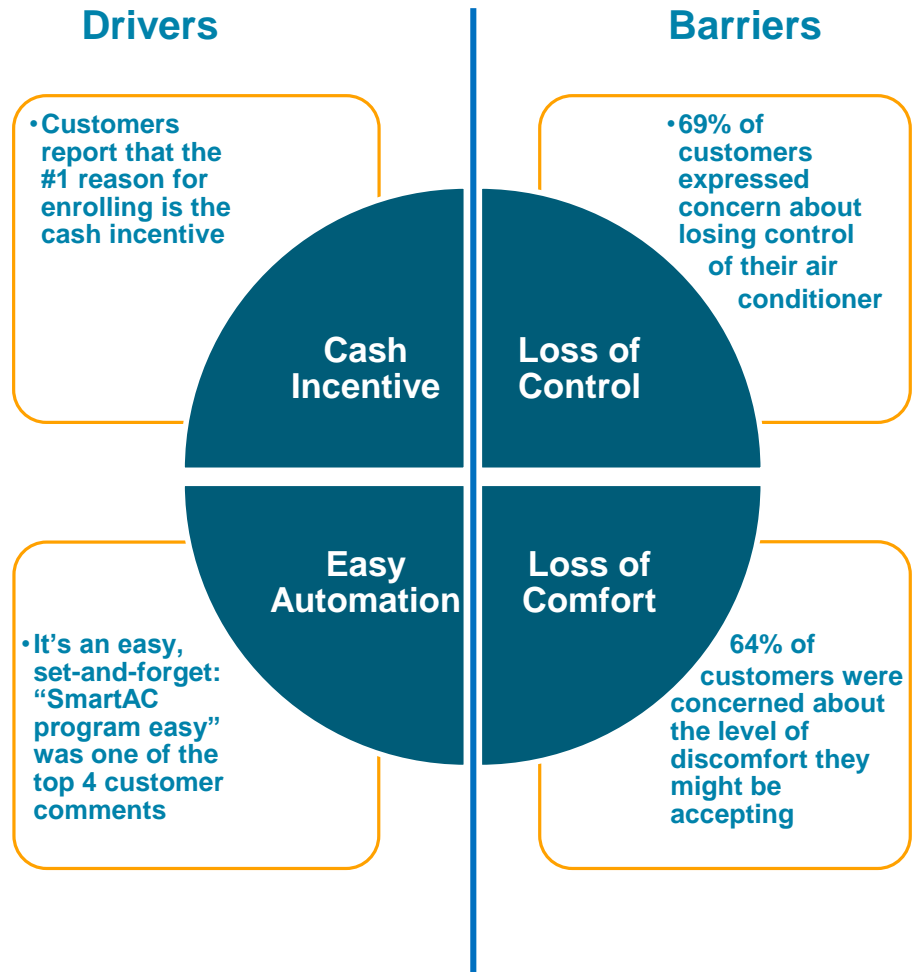 Drivers
Barriers
•Customers
report that the
#1 reason for
enrolling is the
cash incentive
•69% of
customers
expressed
concern about
losing control
of their air
conditioner
Cash
Incentive
Loss of
Control
Easy
Automation
Loss of
Comfort
•It’s an easy,
set-and-forget:
“SmartAC
program easy”
was one of the
top 4 customer
comments
64% of
customers were
concerned about
the level of
discomfort they
might be
accepting